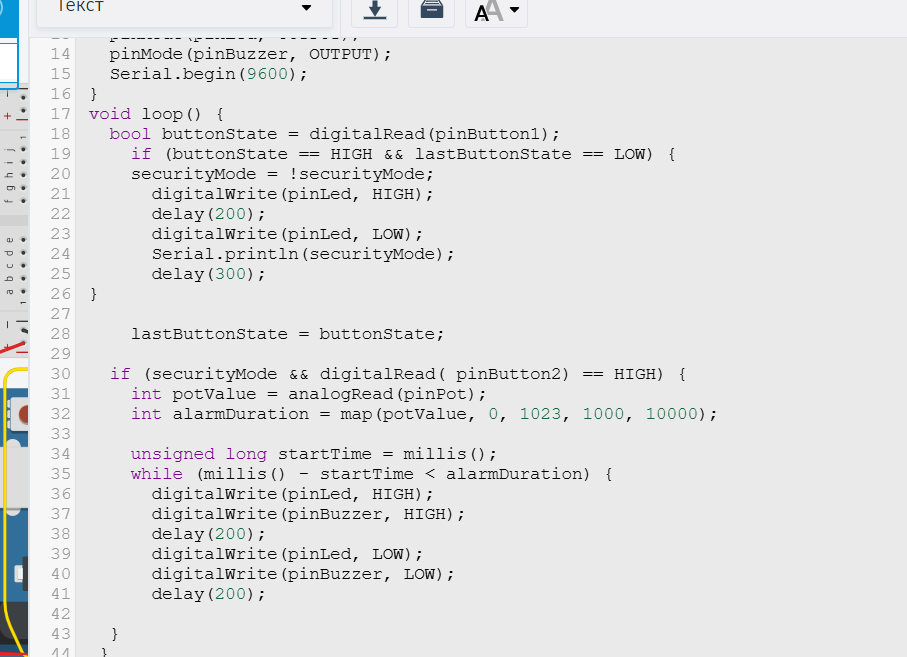 Текст
14 pinMode(pinBuzzer, OUTPUT);
15 Serial.begin(9600);
16 }
17 void loop() {
18 bool buttonState = digitalRead(pinButton1);
19 if (buttonState == HIGH && lastButtonState == LOW) {
20 securityMode = !securityMode;
21 digitalWrite(pinLed, HIGH);
22 delay(200);
23 digitalWrite(pinLed, LOW);
24 Serial.println(securityMode);
25 delay(300);
26 }
27
28 lastButtonState = buttonState;
29
30 if (securityMode && digitalRead( pinButton2) == HIGH) {
31 int potValue = analogRead(pinPot);
32 int alarmDuration = map(potValue, 0, 1023, 1000, 10000);
33
34 unsigned long startTime = millis();
35 while (millis() - startTime < alarmDuration) {
36 digitalWrite(pinLed, HIGH);
37 digitalWrite(pinBuzzer, HIGH);
38 delay(200);
39 digitalWrite(pinLed, LOW);
40 digitalWrite(pinBuzzer, LOW);
41 delay(200);
42
43 }
44 }